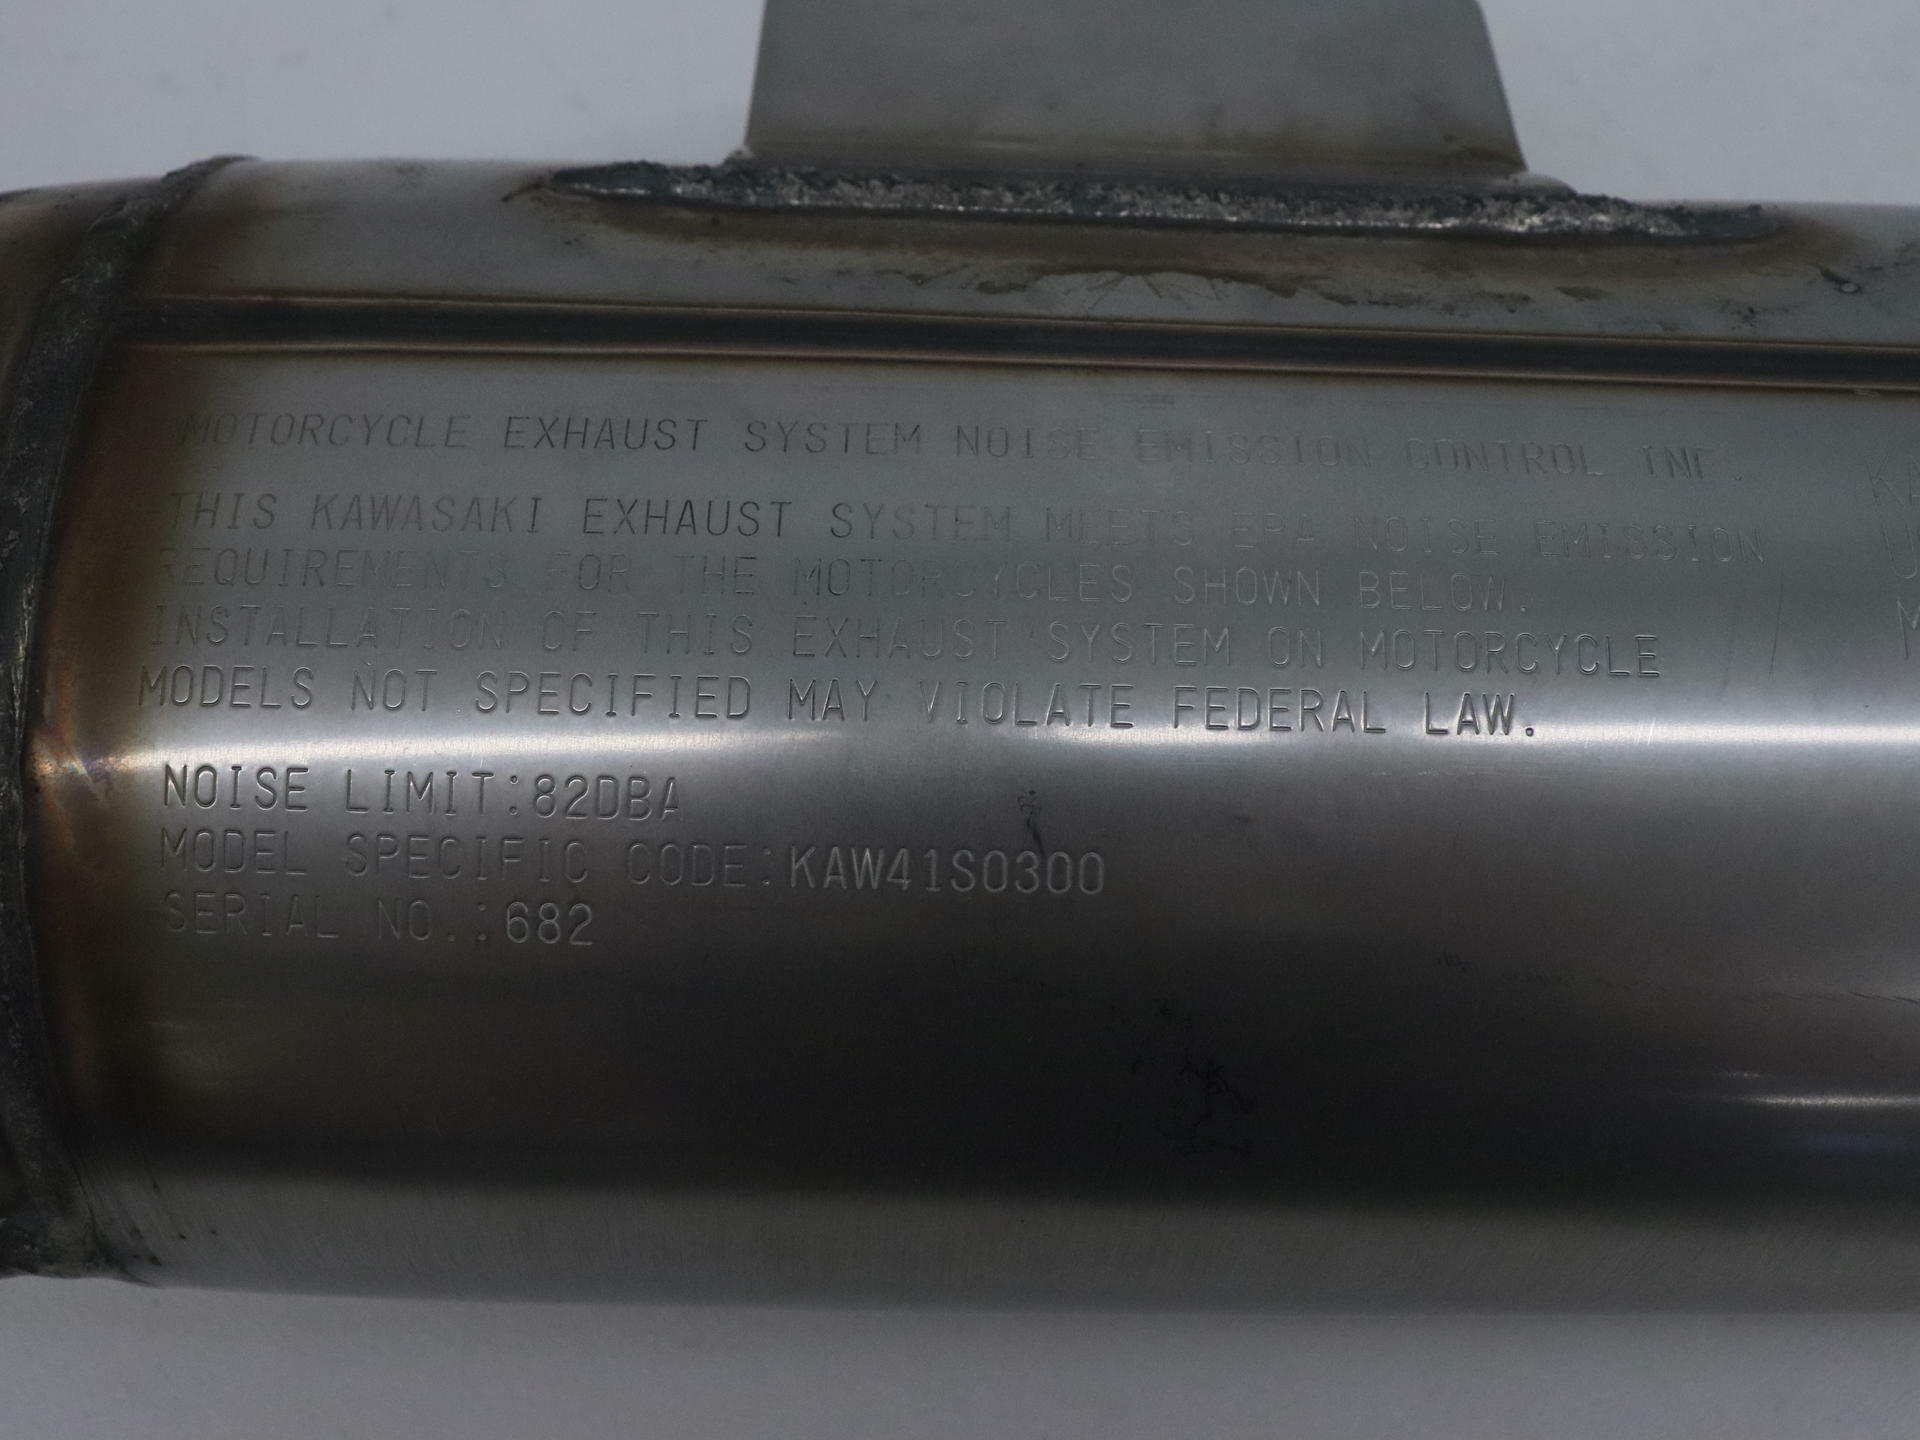 MOTORCYCLE EXHAUST SYSTEM NOISE EMISSION CONTROL INF.
THIS KAWASAKI EXHAUST SYSTEM MEETS EPA NOISE EMISSION
REQUIREMENTS FOR THE MOTORCYCLES SHOWN BELOW.
INSTALLATION OF THIS EXHAUST SYSTEM ON MOTORCYCLE
MODELS NOT SPECIFIED MAY VIOLATE FEDERAL LAW.
NOISE LIMIT:82DBA
MODEL SPECIFIC CODE:KAW41S0300
SERIAL NO.:682